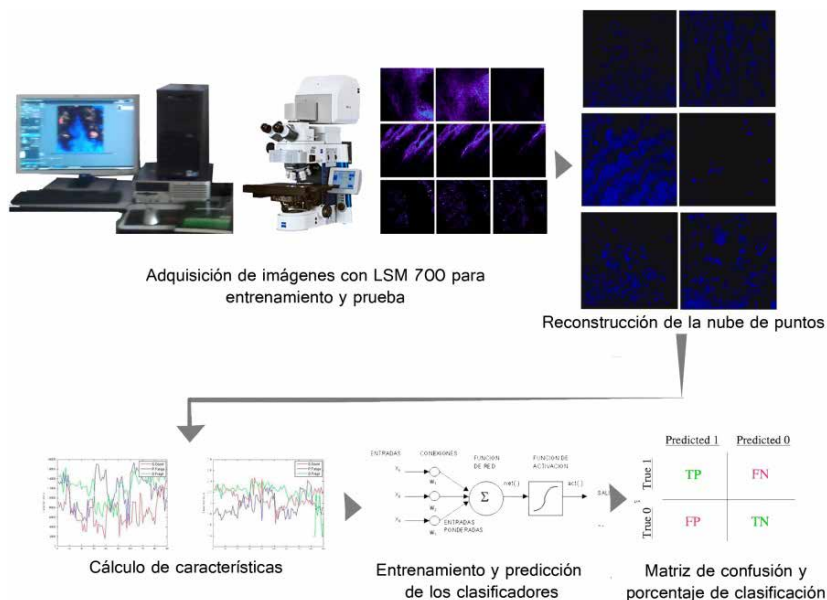 Adquisición de imágenes con LSM 700 para
entrenamiento y prueba
Reconstrucción de la nube de puntos
Cálculo de características
ENTRADAS
CONEXIONES
FUNCION
DE RED
FUNCION DE
ACTIVACION
Σ
net()
act()
ENTRADAS
PONDERADAS
Entrenamiento y predicción
de los clasificadores
Predicted 1
Predicted 0
True 1
TP
FN
True 0
FP
TN
Matriz de confusión y
porcentaje de clasificación